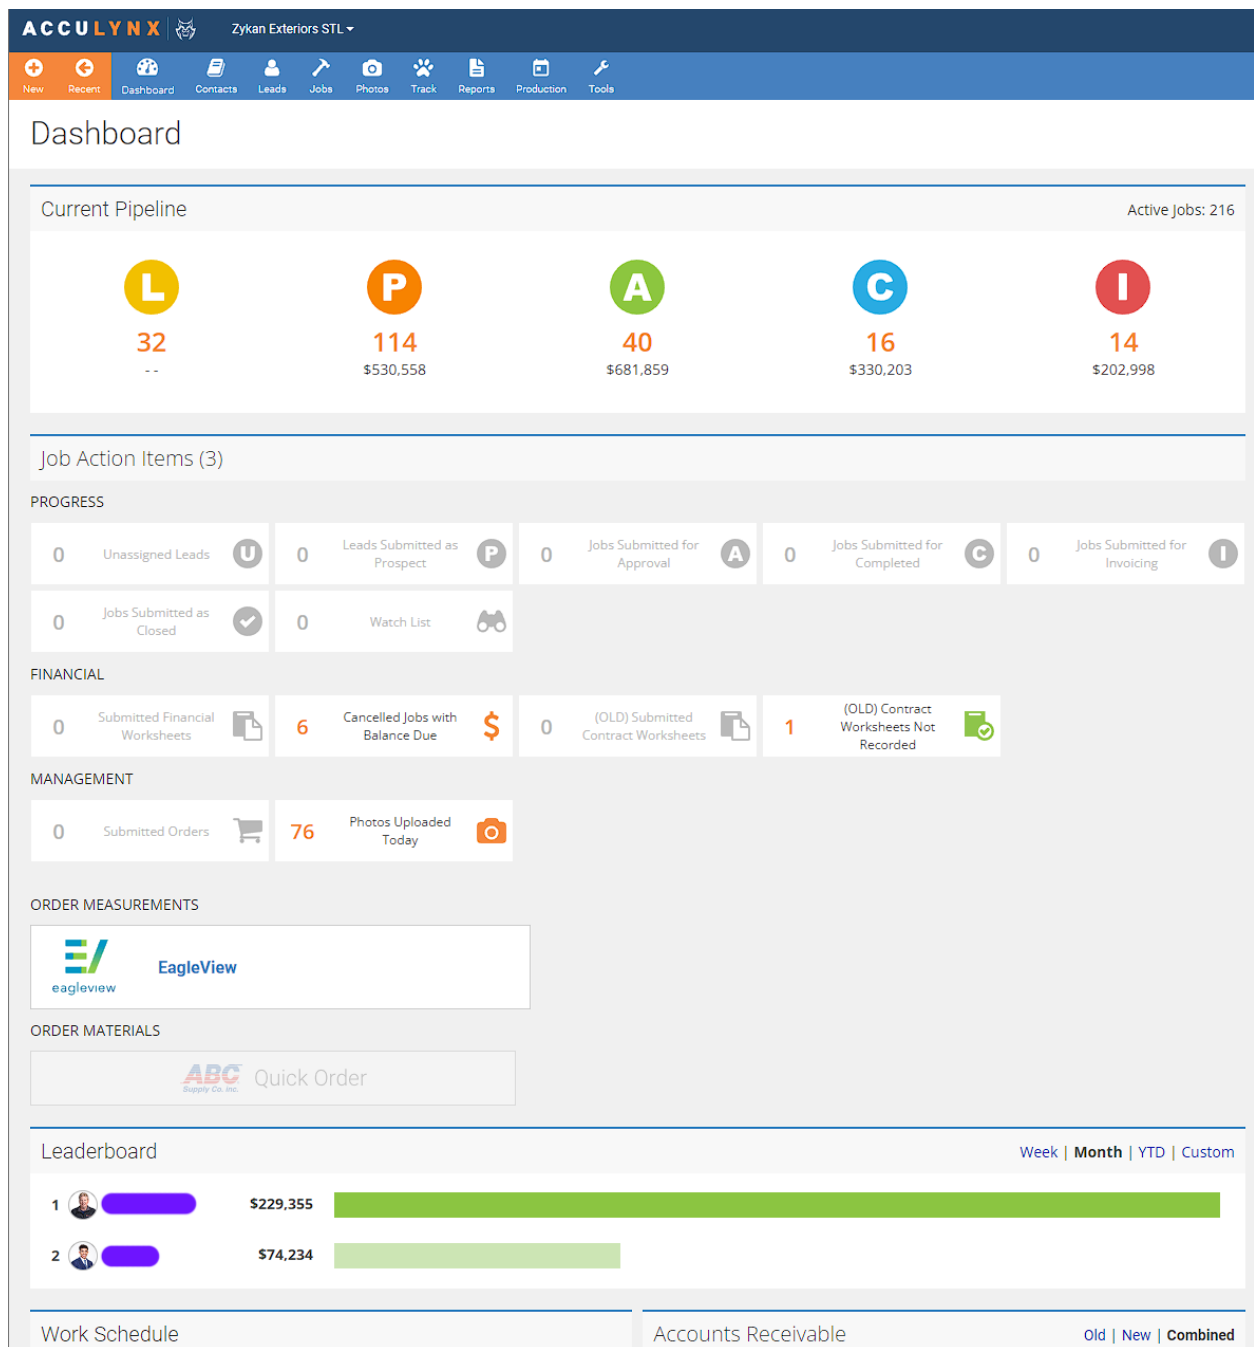 ACCULYNX Zykan Exteriors STL
New Recent Dashboard Contacts Leads Jobs Photos Track Reports Production Tools
Dashboard
Current Pipeline Active Jobs: 216
L P A C I
32 114 40 16 14
-- $530,558 $681,859 $330,203 $202,998
Job Action Items (3)
PROGRESS
0 Unassigned Leads U
0 Leads Submitted as
Prospect P
0 Jobs Submitted for
Approval A
0 Jobs Submitted for
Completed C
0 Jobs Submitted for
Invoicing I
0 Jobs Submitted as
Closed
0 Watch List
FINANCIAL
0 Submitted Financial
Worksheets
6 Cancelled Jobs with
Balance Due $
0 (OLD) Submitted
Contract Worksheets
1 (OLD) Contract
Worksheets Not
Recorded
MANAGEMENT
0 Submitted Orders
76 Photos Uploaded
Today
ORDER MEASUREMENTS
eagleview EagleView
ORDER MATERIALS
ABC Supply Co. Inc. Quick Order
Leaderboard Week | Month | YTD | Custom
1 $229,355
2 $74,234
Work Schedule
Accounts Receivable Old | New | Combined